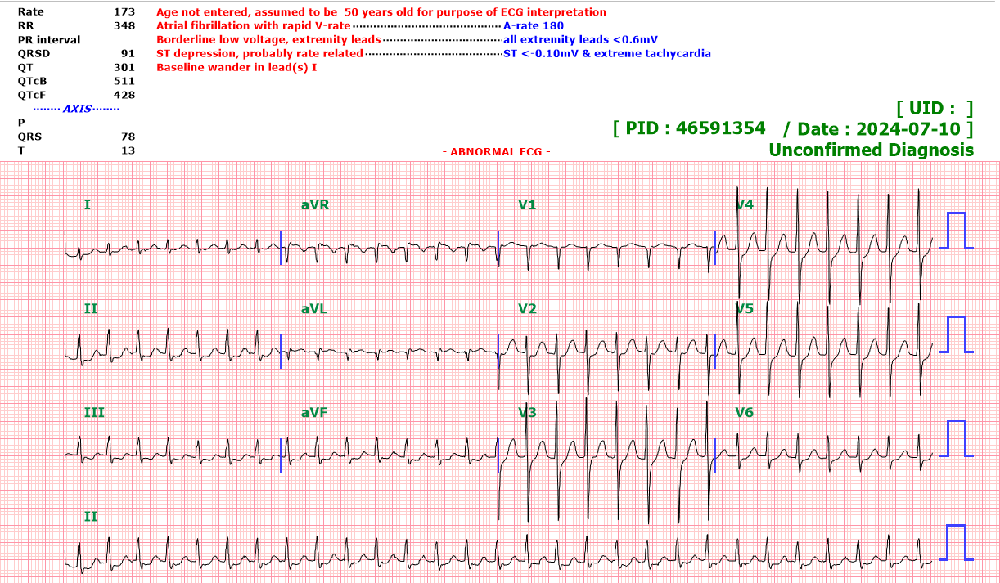 Rate 173 Age not entered, assumed to be 50 years old for purpose of ECG interpretation
RR 348 Atrial fibrillation with rapid V-rate A-rate 180
PR interval Borderline low voltage, extremity leads all extremity leads <0.6mV
QRSD 91 ST depression, probably rate related ST <-0.10mV & extreme tachycardia
QT 301 Baseline wander in lead(s) I
QTcB 511
QTcF 428
AXIS
[ UID : ]
P
[ PID : 46591354 / Date : 2024-07-10 ]
QRS 78
T 13 - ABNORMAL ECG - Unconfirmed Diagnosis
I aVR V1 V4
II aVL V2 V5
III aVF V3 V6
II